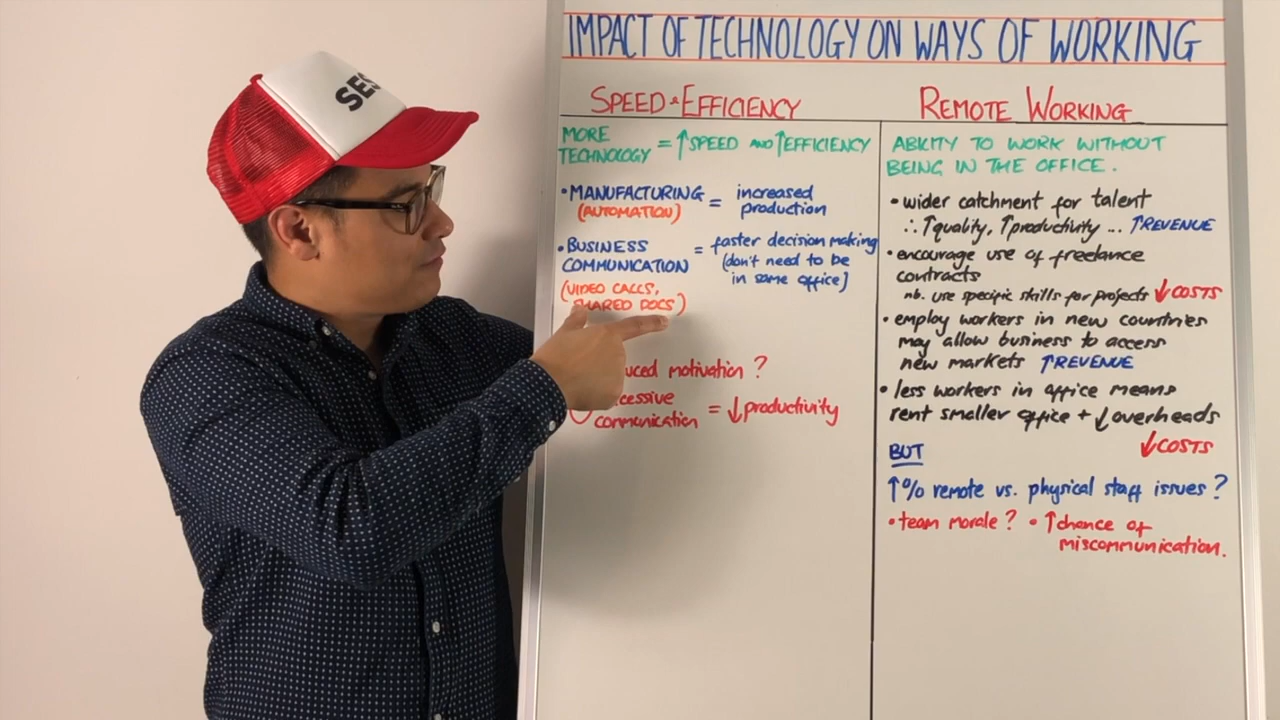 SES
IMPACT OF TECHNOLOGY ON WAYS OF WORKING
SPEED & EFFICIENCY
MORE TECHNOLOGY = ↑SPEED AND ↑EFFICIENCY
• MANUFACTURING = increased production
(AUTOMATION)
• BUSINESS COMMUNICATION = faster decision making
(don't need to be
in same office)
(VIDEO CALLS,
SHARED DOCS)
motivation ?
communication = ↓productivity
REMOTE WORKING
ABILITY TO WORK WITHOUT
BEING IN THE OFFICE.
• wider catchment for talent
∴ ↑quality, ↑productivity ... ↑REVENUE
• encourage use of freelance
contracts
nb. use specific skills for projects ↓COSTS
• employ workers in new countries
may allow business to access
new markets ↑REVENUE
• less workers in office means
rent smaller office + ↓overheads
↓COSTS
BUT
↑% remote vs. physical staff issues ?
• team morale ? • ↑chance of
miscommunication.